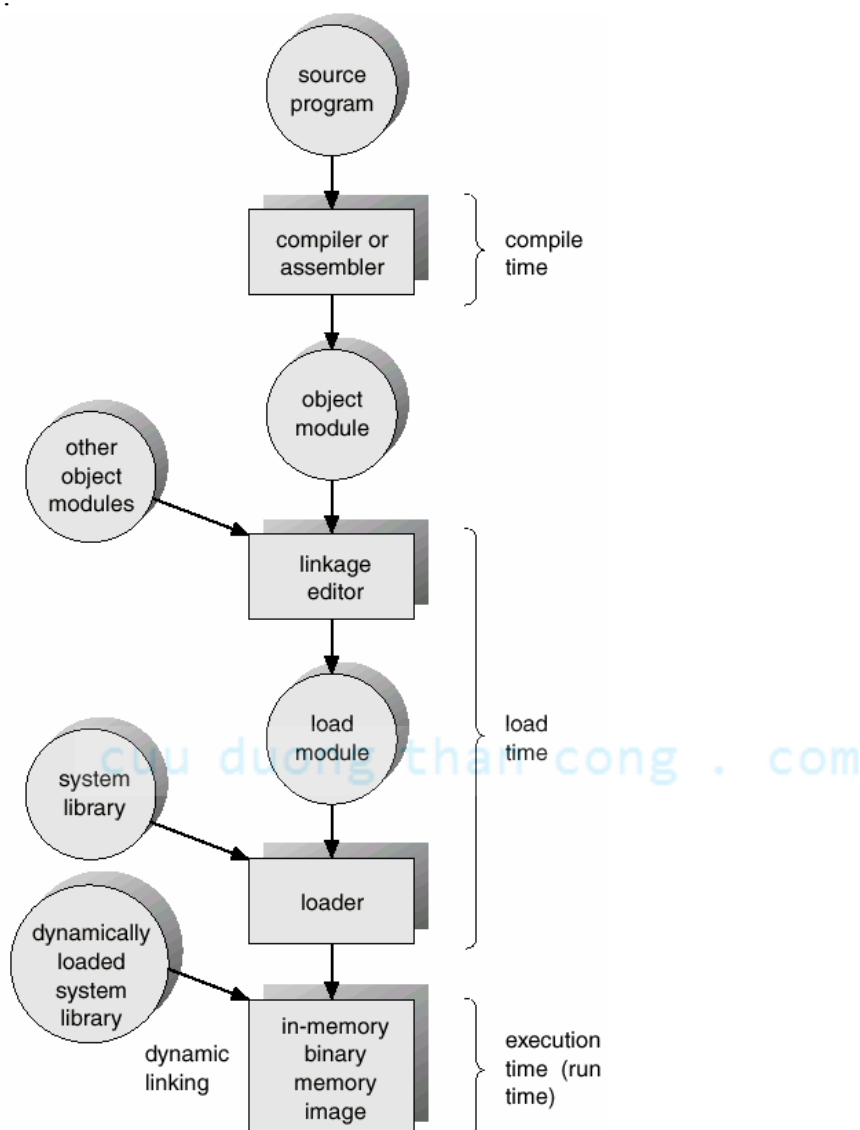 source
program
compiler or
assembler
compile
time
object
module
other
object
modules
linkage
editor
load
module
load
time
cuu duong than cong . com
system
library
loader
dynamically
loaded
system
library
dynamic
linking
in-memory
binary
memory
image
execution
time (run
time)